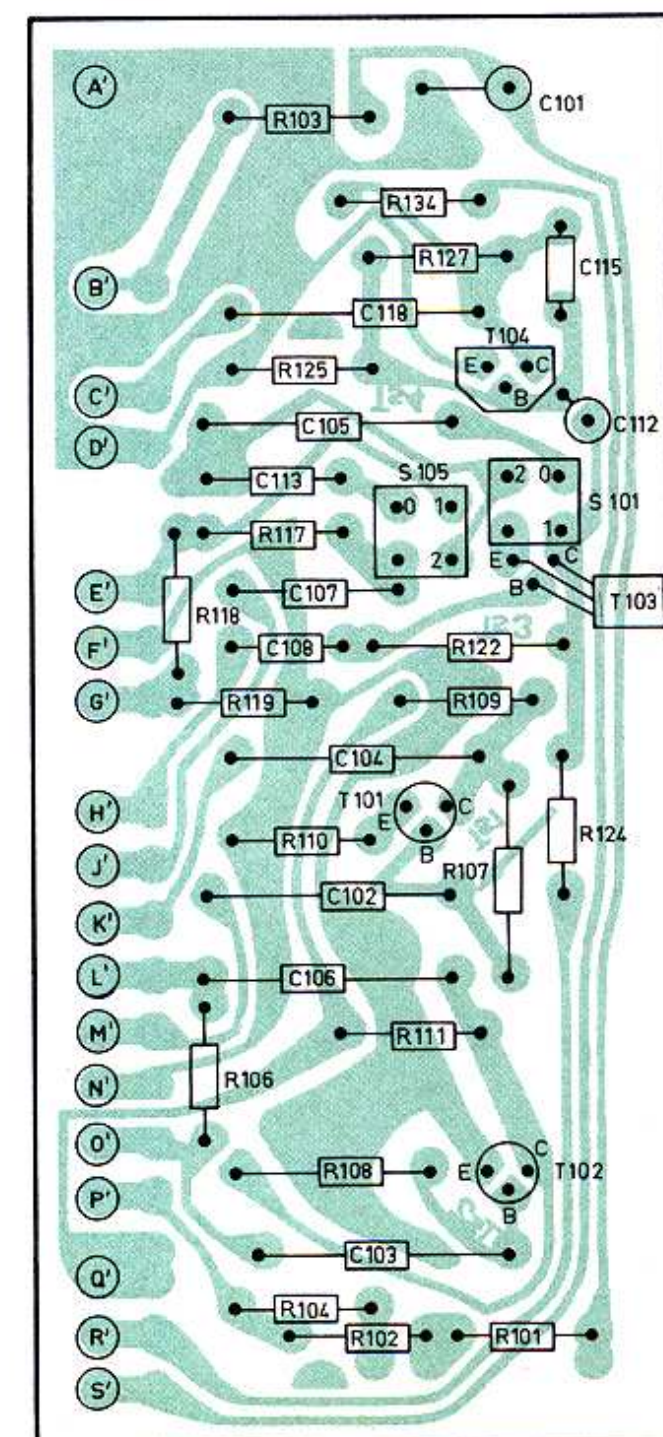 A'
C101
R103
R134
R127
C115
B'
C118
T104
E C
B
R125
C'
C105
C112
D'
S105
C113
2 0
0 1
S101
R117
1
2
E C
E'
C107
B
T103
R118
F'
C108
R122
G'
R119
R109
C104
T101
C
E
H'
R124
R110
B
J'
R107
C102
K'
L'
C106
M'
R111
N'
R106
O'
C
R108
E
T102
P'
B
C103
Q'
R104
R'
R102
R101
S'